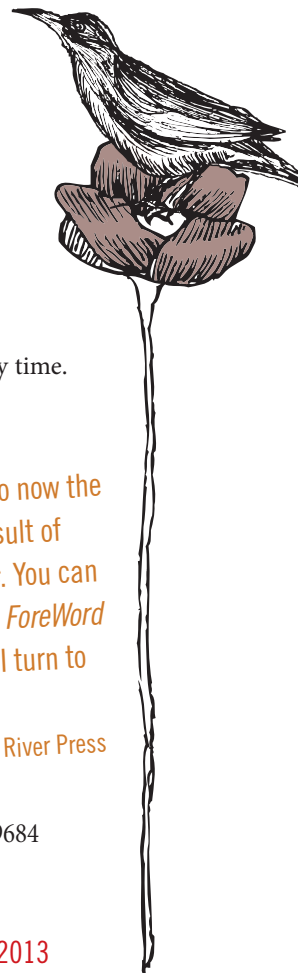 y time.
o now the
sult of
. You can
ForeWord
I turn to
River Press
9684
2013